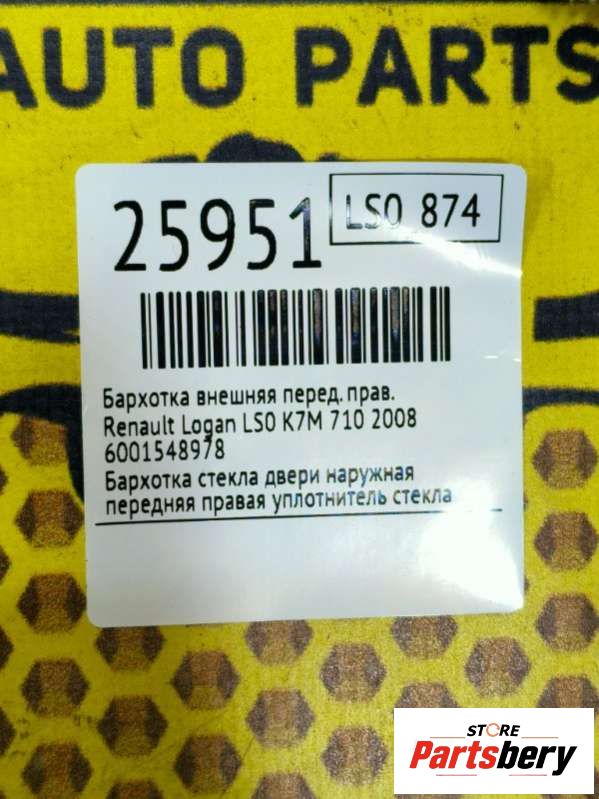 AUTO PARTS
25951
LS0 874
Бархотка внешняя перед. прав.
Renault Logan LS0 K7M 710 2008
6001548978
Бархотка стекла двери наружная
передняя правая уплотнитель стекла
STORE
Partsbery